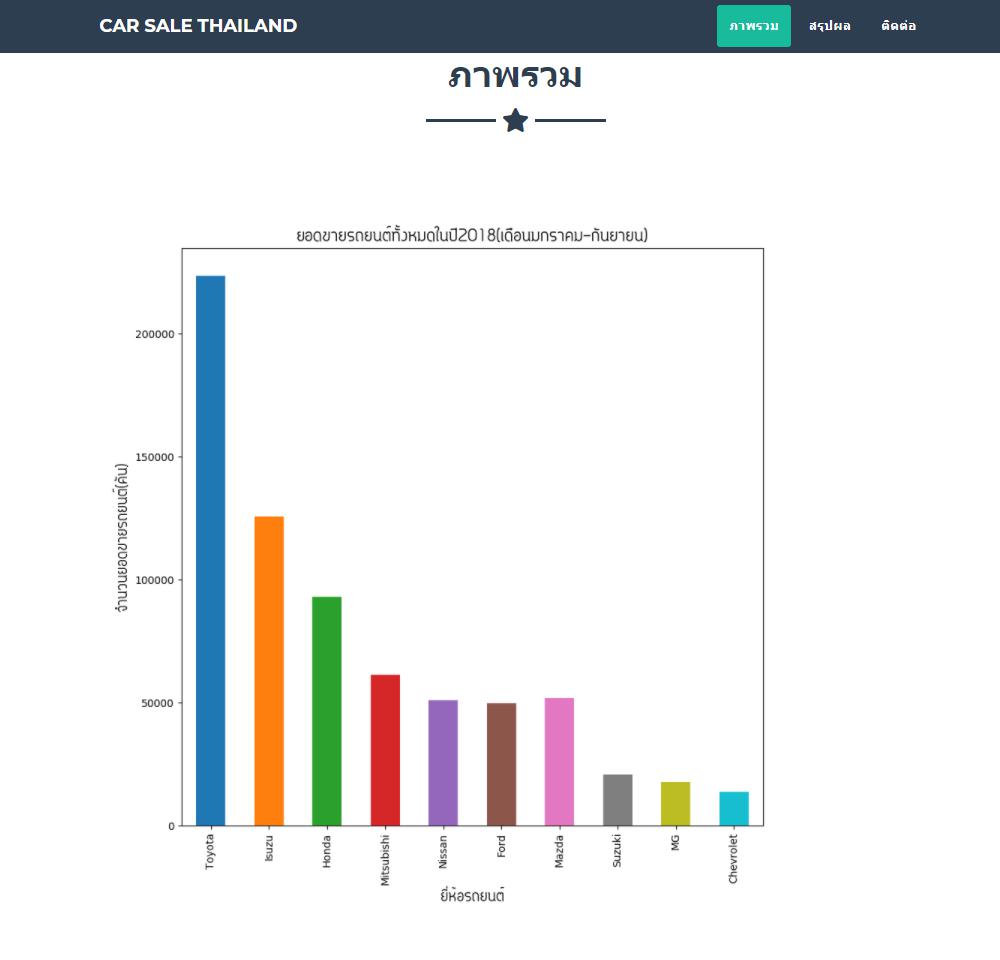 CAR SALE THAILAND
ภาพรวม
สรุปผล
ติดต่อ
ภาพรวม
ยอดขายรถยนต์ทั้งหมดในปี2018(เดือนมกราคม-กันยายน)
จำนวนยอดขายรถยนต์(คัน)
200000
150000
100000
50000
0
Toyota
Isuzu
Honda
Mitsubishi
Nissan
Ford
Mazda
Suzuki
MG
Chevrolet
ยี่ห้อรถยนต์